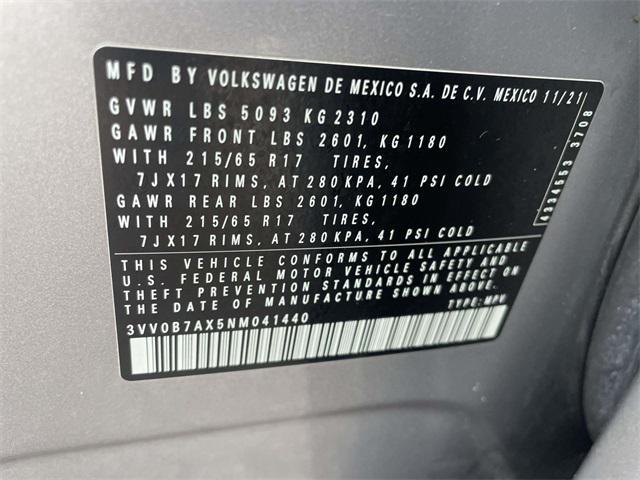 MFD BY VOLKSWAGEN DE MEXICO S.A. DE C.V. MEXICO 11/21
GVWR LBS 5093 KG 2310
GAWR FRONT LBS 2601, KG 1180
WITH 215/65 R17 TIRES,
7JX17 RIMS, AT 280 KPA, 41 PSI COLD
GAWR REAR LBS 2601, KG 1180
WITH 215/65 R17 TIRES,
7JX17 RIMS, AT 280 KPA, 41 PSI COLD
THIS VEHICLE CONFORMS TO ALL APPLICABLE
U.S. FEDERAL MOTOR VEHICLE SAFETY AND
THEFT PREVENTION STANDARDS IN EFFECT ON
THE DATE OF MANUFACTURE SHOWN ABOVE.
3VV0B7AX5NM041440 TYPE: MPV
4334553 3708